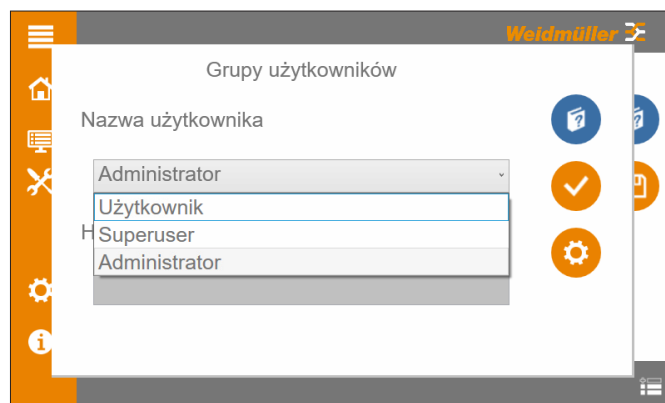 Weidmüller
Grupy użytkowników
Nazwa użytkownika
Administrator
Użytkownik
H
Superuser
Administrator